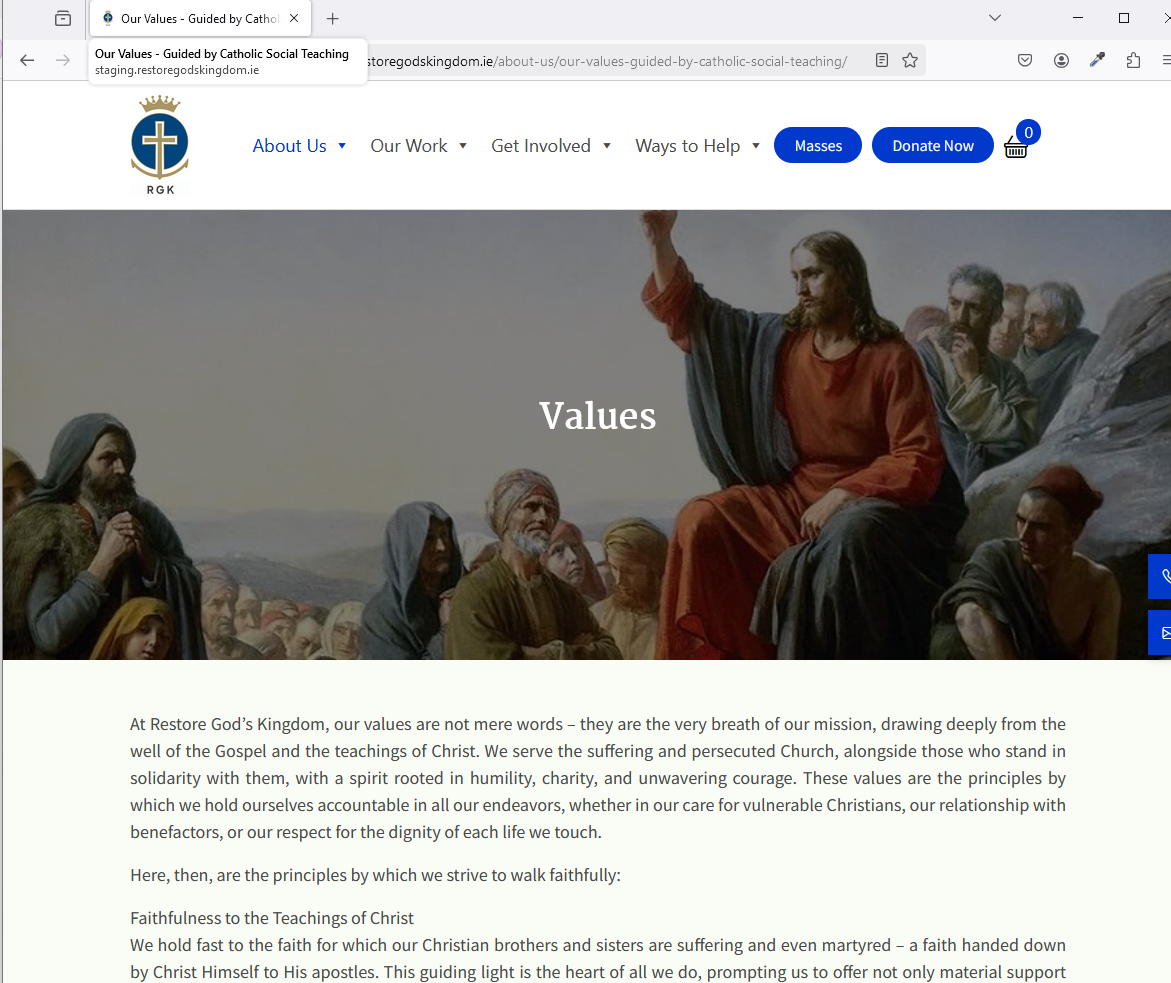 Our Values - Guided by Cathol
Our Values - Guided by Catholic Social Teaching
staging.restoregodskingdom.ie
storegodskingdom.ie/about-us/our-values-guided-by-catholic-social-teaching/
RGK
About Us
Our Work
Get Involved
Ways to Help
Masses
Donate Now
0
Values
At Restore God’s Kingdom, our values are not mere words – they are the very breath of our mission, drawing deeply from the
well of the Gospel and the teachings of Christ. We serve the suffering and persecuted Church, alongside those who stand in
solidarity with them, with a spirit rooted in humility, charity, and unwavering courage. These values are the principles by
which we hold ourselves accountable in all our endeavors, whether in our care for vulnerable Christians, our relationship with
benefactors, or our respect for the dignity of each life we touch.
Here, then, are the principles by which we strive to walk faithfully:
Faithfulness to the Teachings of Christ
We hold fast to the faith for which our Christian brothers and sisters are suffering and even martyred – a faith handed down
by Christ Himself to His apostles. This guiding light is the heart of all we do, prompting us to offer not only material support